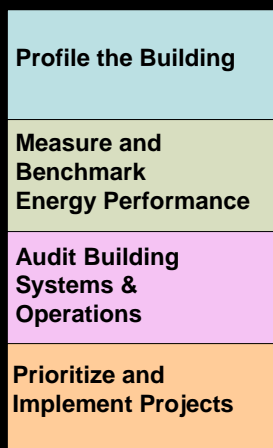 Profile the Building
Measure and
Benchmark
Energy Performance
Audit Building
Systems &
Operations
Prioritize and
Implement Projects